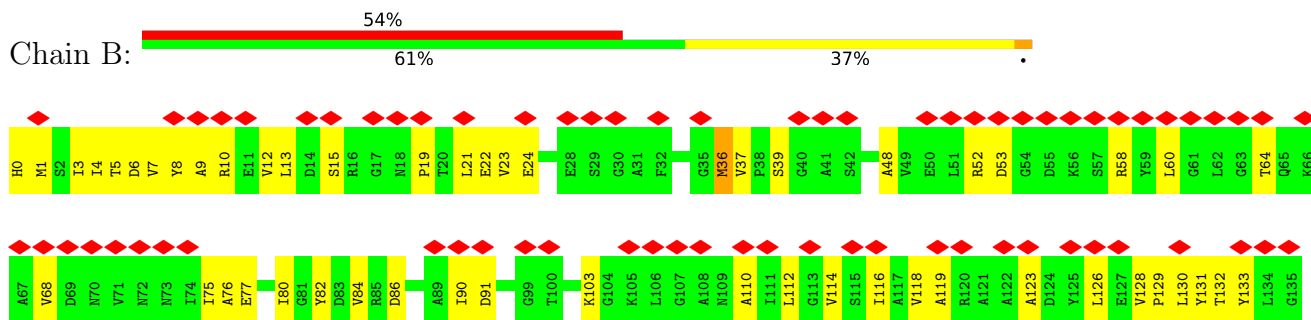 54%
Chain B:
61% 37% •
H0 M1 S2 I3 I4 T5 D6 V7 Y8 A9 R10 E11 V12 L13 D14 S15 R16 G17 N18 P19 T20 L21 E22 V23 E24 E28 S29 G30 A31 F32 G35 M36 V37 P38 S39 G40 A1 S42 A48 V49 E50 L51 R52 D53 G54 D55 K56 S57 R58 Y59 L60 G61 L62 G63 T64 Q65 K66
A67 V68 D69 N70 V71 N72 N73 I74 I75 A76 E77 I80 G81 Y82 D83 V84 R85 D86 A89 I90 D91 G99 T100 K103 G104 K105 L106 G107 A108 N109 A110 I111 L112 G113 V114 S115 I116 A117 V118 A119 R120 A121 A122 A123 D124 Y125 L126 E127 V128 P129 L130 Y131 T132 Y133 L134 G135